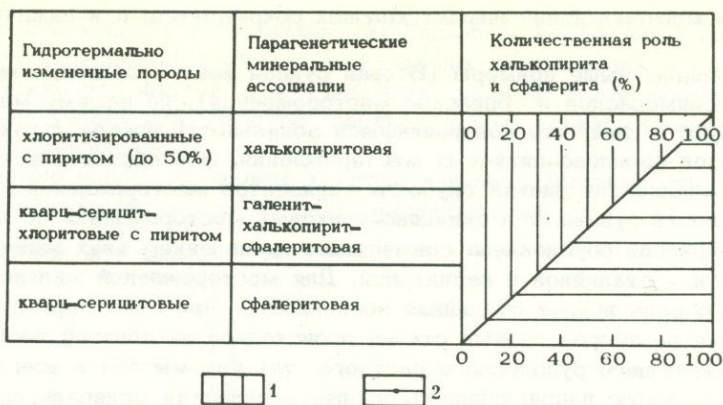 Гидротермально
измененные породы
Парагенетические
минеральные
ассоциации
Количественная роль
халькопирита
и сфалерита (%)
0 20 40 60 80 100
хлоритизированные
с пиритом (до 50%)
халькопиритовая
кварц-серицит-
хлоритовые с пиритом
галенит-
халькопирит-
сфалеритовая
кварц-серицитовые
сфалеритовая
0 20 40 60 80 100
1
2